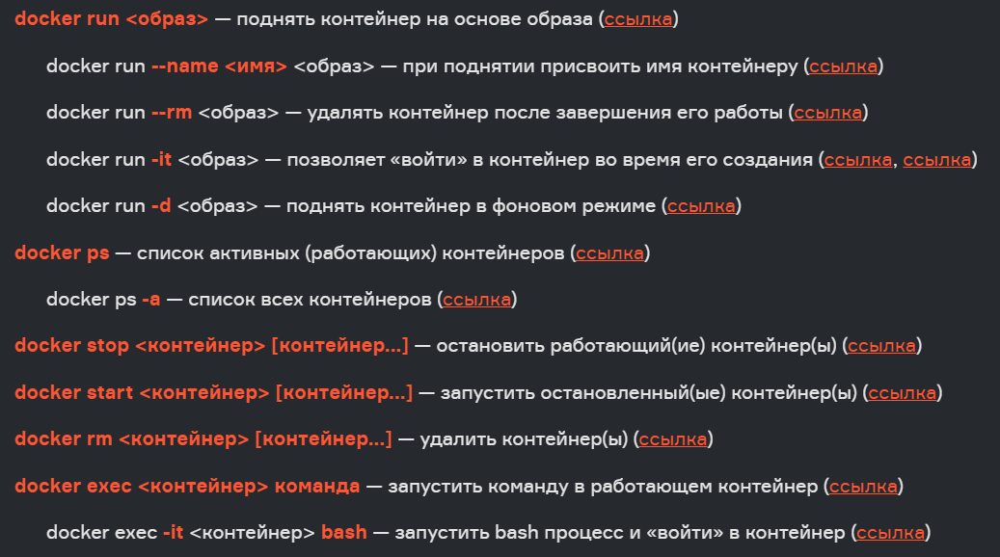 docker run <образ> — поднять контейнер на основе образа (ссылка)
docker run --name <имя> <образ> — при поднятии присвоить имя контейнеру (ссылка)
docker run --rm <образ> — удалять контейнер после завершения его работы (ссылка)
docker run -it <образ> — позволяет «войти» в контейнер во время его создания (ссылка, ссылка)
docker run -d <образ> — поднять контейнер в фоновом режиме (ссылка)
docker ps — список активных (работающих) контейнеров (ссылка)
docker ps -a — список всех контейнеров (ссылка)
docker stop <контейнер> [контейнер...] — остановить работающий(ие) контейнер(ы) (ссылка)
docker start <контейнер> [контейнер...] — запустить остановленный(ые) контейнер(ы) (ссылка)
docker rm <контейнер> [контейнер...] — удалить контейнер(ы) (ссылка)
docker exec <контейнер> команда — запустить команду в работающем контейнер (ссылка)
docker exec -it <контейнер> bash — запустить bash процесс и «войти» в контейнер (ссылка)